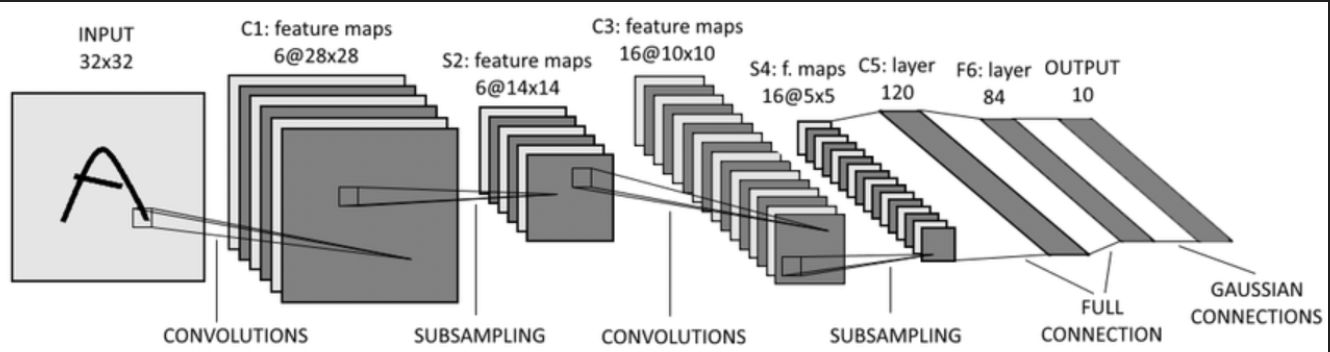 INPUT
32x32
C1: feature maps
6@28x28
S2: feature maps
6@14x14
C3: feature maps
16@10x10
S4: f. maps
16@5x5
C5: layer
120
F6: layer
84
OUTPUT
10
A
CONVOLUTIONS
SUBSAMPLING
CONVOLUTIONS
SUBSAMPLING
FULL
CONNECTION
GAUSSIAN
CONNECTIONS